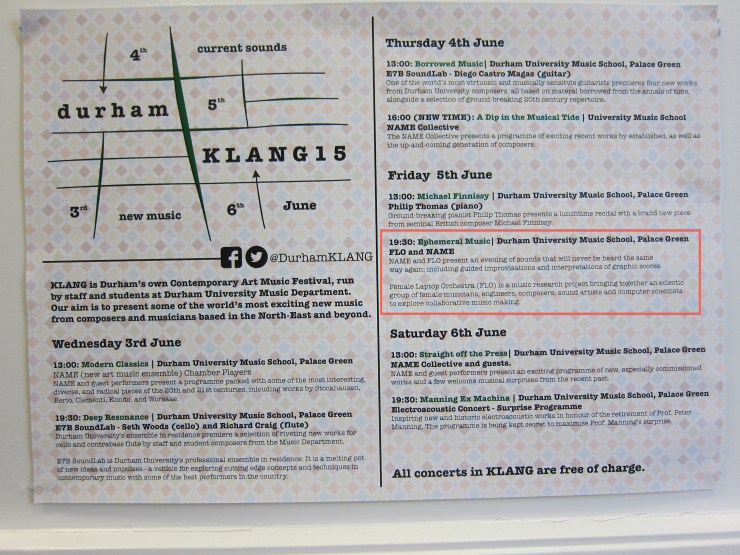 4th
current sounds
durham
5th
KLANG15
3rd
new music
6th
June
@DurhamKLANG
KLANG is Durham's own Contemporary Art Music Festival, run
by staff and students at Durham University Music Department.
Our aim is to present some of the world's most exciting new music
from composers and musicians based in the North-East and beyond.
Wednesday 3rd June
13:00: Modern Classics | Durham University Music School, Palace Green
NAME (new art music ensemble) Chamber Players
NAME and guest performers present a programme packed with some of the most interesting,
diverse, and radical pieces of the 20th and 21st centuries, inlcuding works by Stockhausen,
Berio, Clementi, Kondo, and
19:30: Deep Resonance | Durham University Music School, Palace Green
E7B SoundLab - Seth Woods (cello) and Richard Craig (flute)
Durham University's ensemble in residence premiere a selection of riveting new works for
cello and contrabass flute by staff and student composers from the Music Department.
E7B SoundLab is Durham University's professional ensemble in residence. It is a melting pot
of new ideas and impulses - a vehicle for exploring cutting edge concepts and techniques in
contemporary music with some of the best performers in the country.
Thursday 4th June
13:00: Borrowed Music| Durham University Music School, Palace Green
E7B SoundLab - Diego Castro Magas (guitar)
One of the world's most virtuosic and musically sensitive guitarists premieres four new works
from Durham University composers, all based on material borrowed from the annals of time,
alongside a selection of ground-breaking 20th century repertoire.
16:00 (NEW TIME): A Dip in the Musical Tide | University Music School
NAME Collective
The NAME Collective presents a programme of exciting recent works by established, as well as
the up-and-coming generation of composers.
Friday 5th June
13:00: Michael Finnissy | Durham University Music School, Palace Green
Philip Thomas (piano)
Ground-breaking pianist Philip Thomas presents a lunchtime recital with a brand new piece
from seminal British composer Michael Finnissy.
19:30: Ephemeral Music| Durham University Music School, Palace Green
FLO and NAME
NAME and FLO present an evening of sounds that will never be heard the same
way again, including guided improvisations and interpretations of graphic scores.
Female Laptop Orchestra (FLO) is a music research project bringing together an eclectic
group of female musicians, engineers, composers, sound artists and computer scientists
to explore collaborative music making.
Saturday 6th June
13:00: Straight off the Press| Durham University Music School, Palace Green
NAME Collective and guests.
NAME and guest performers present an exciting programme of new, especially commissioned
works and a few welcome musical surprises from the recent past.
19:30: Manning Ex Machina | Durham University Music School, Palace Green
Electroacoustic Concert - Surprise Programme
Inspiring new and historic electroacoustic works in honour of the retirement of Prof. Peter
Manning. The programme is being kept secret to maximise Prof. Manning's surprise.
All concerts in KLANG are free of charge.